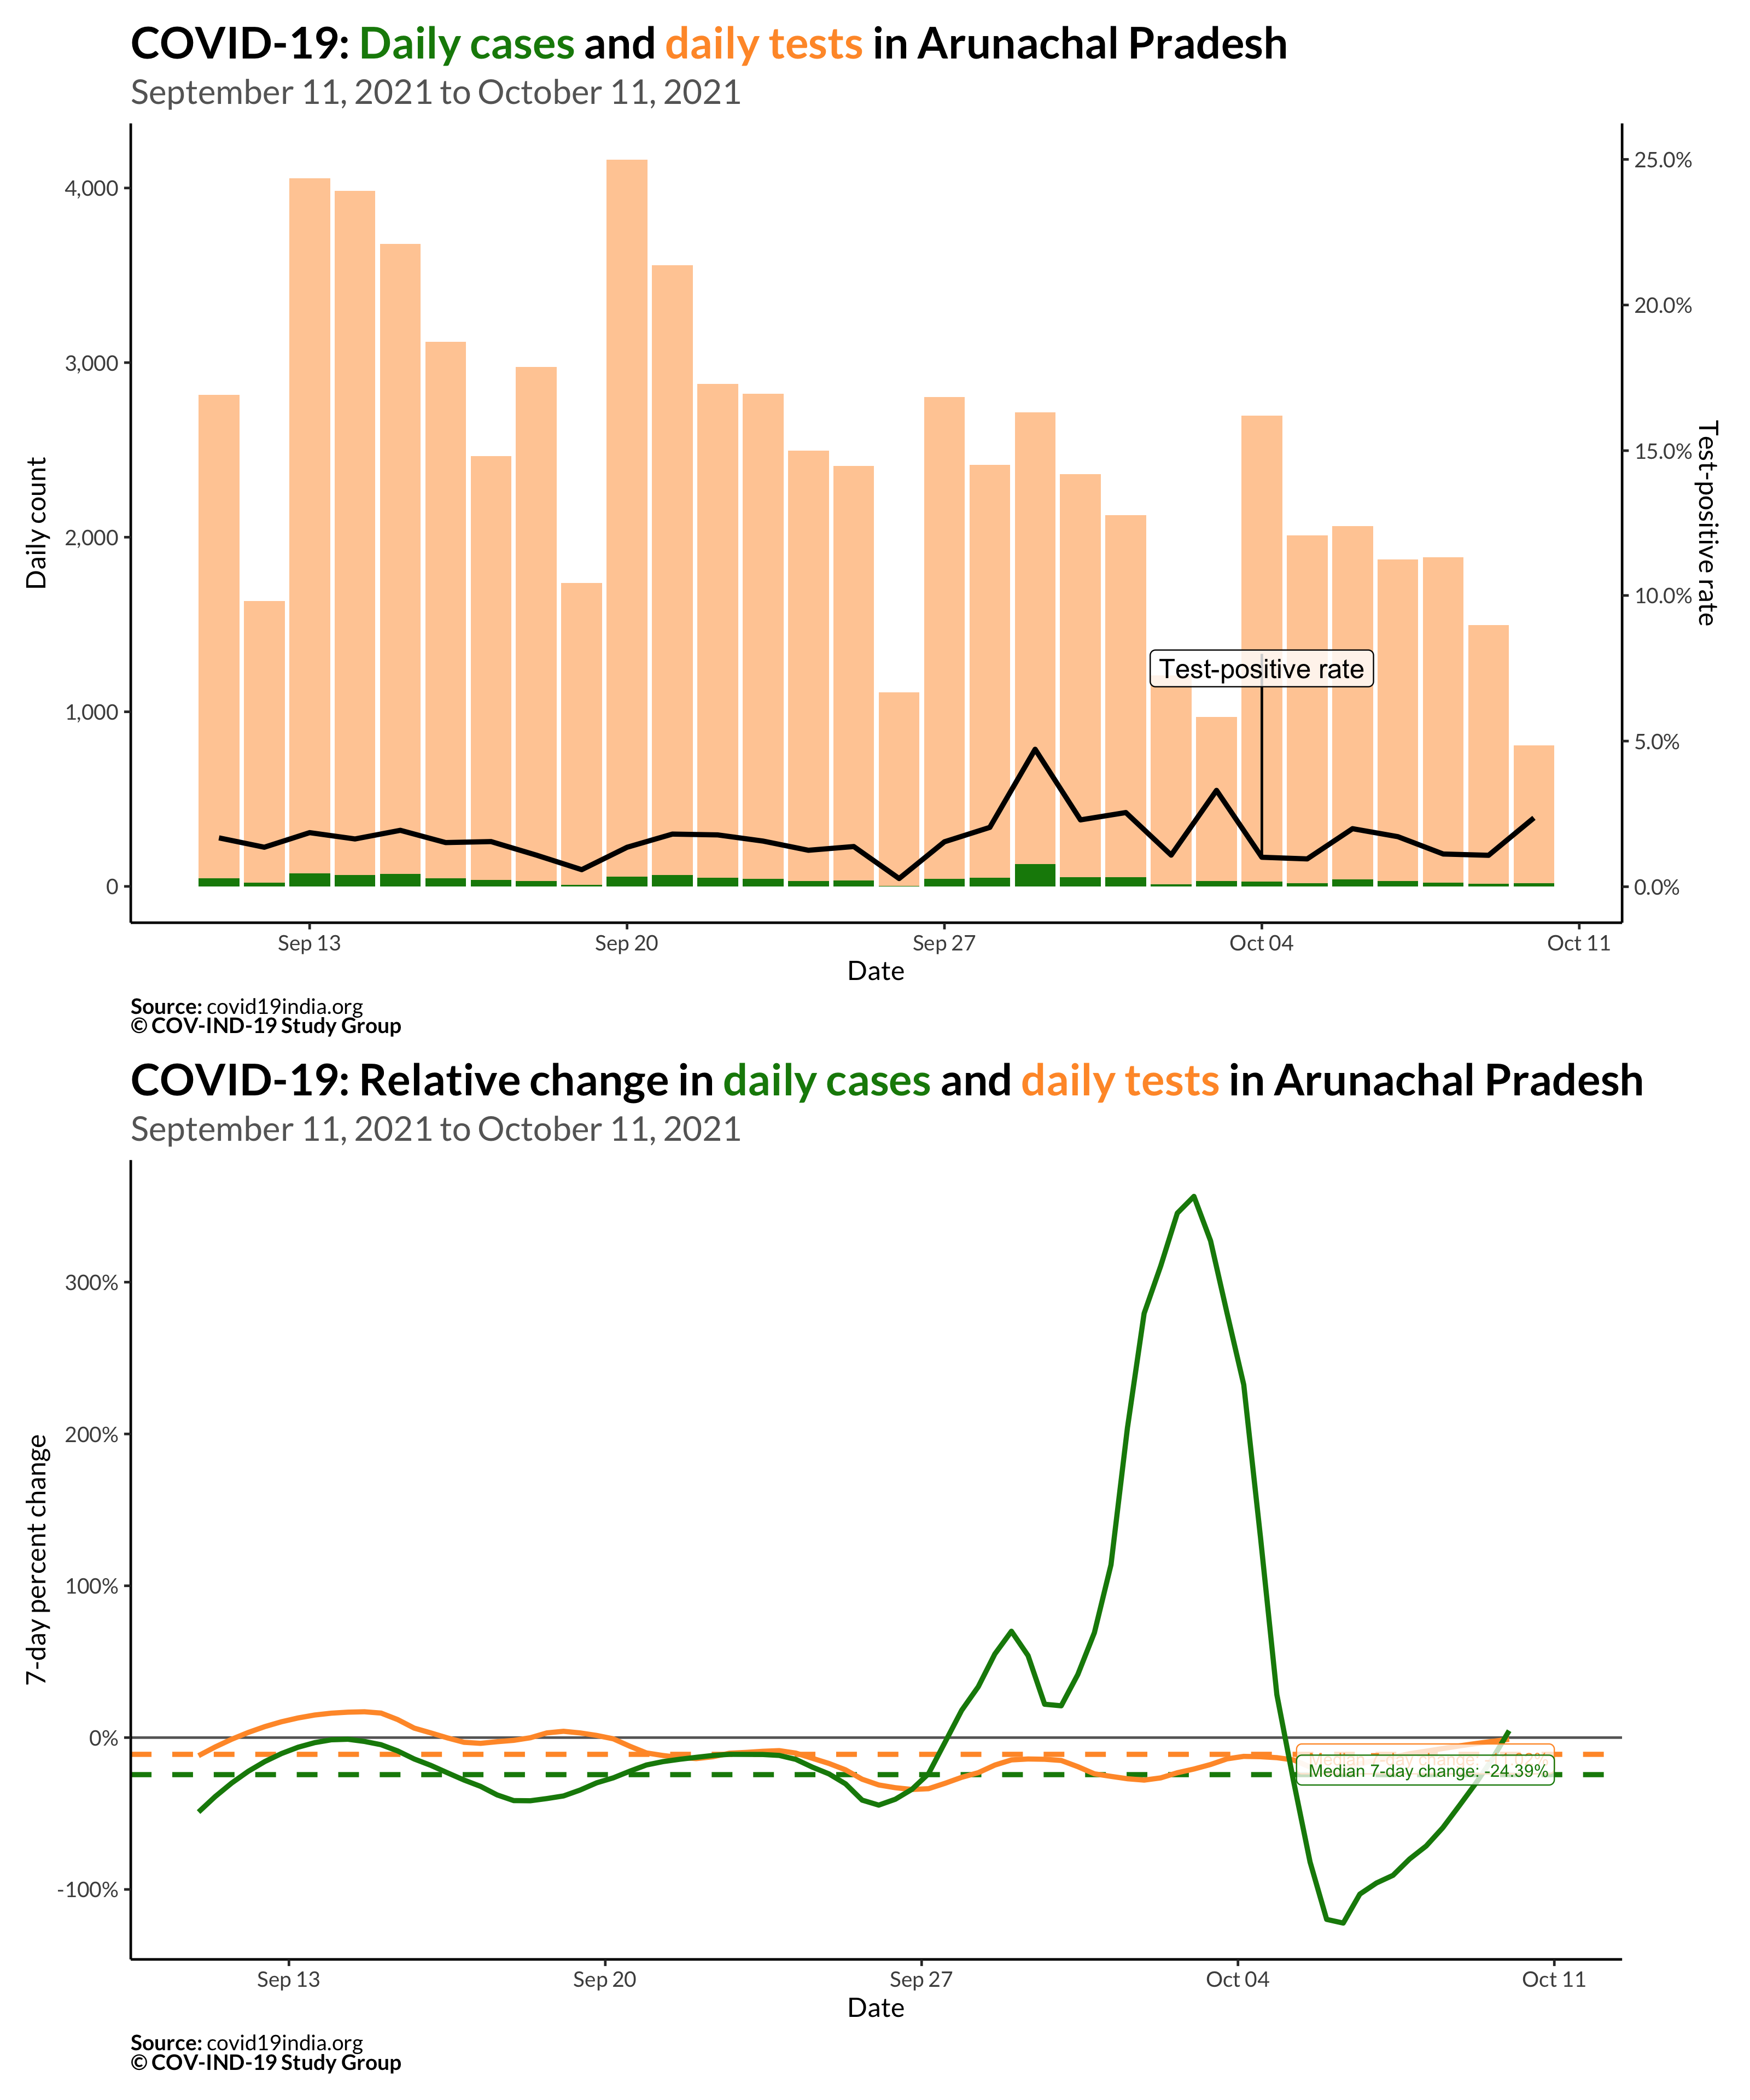 COVID-19: Daily cases and daily tests in Arunachal Pradesh
September 11, 2021 to October 11, 2021
Daily count
4,000
3,000
2,000
1,000
0
25.0%
20.0%
15.0%
10.0%
5.0%
0.0%
Test-positive rate
Test-positive rate
Sep 13
Sep 20
Sep 27
Oct 04
Oct 11
Date
Source: covid19india.org
© COV-IND-19 Study Group
COVID-19: Relative change in daily cases and daily tests in Arunachal Pradesh
September 11, 2021 to October 11, 2021
7-day percent change
300%
200%
100%
0%
-100%
Median 7-day change:
Median 7-day change: -24.39%
Sep 13
Sep 20
Sep 27
Oct 04
Oct 11
Date
Source: covid19india.org
© COV-IND-19 Study Group